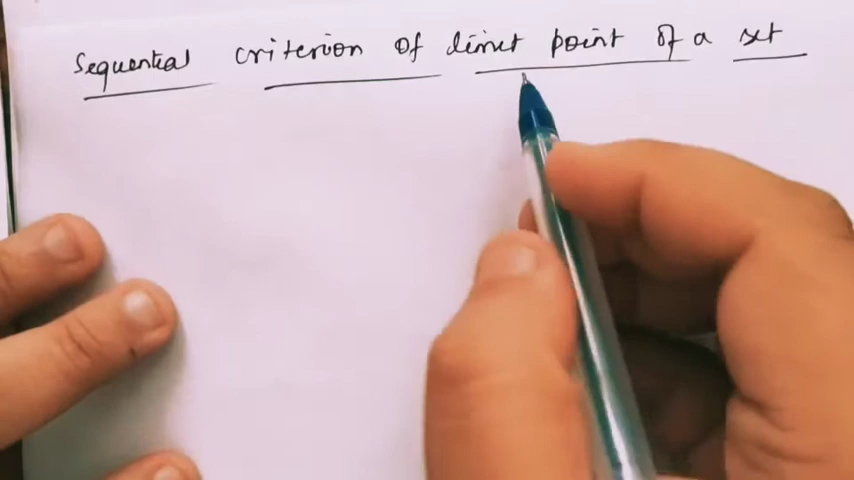 Sequential criterion of limit point of a set